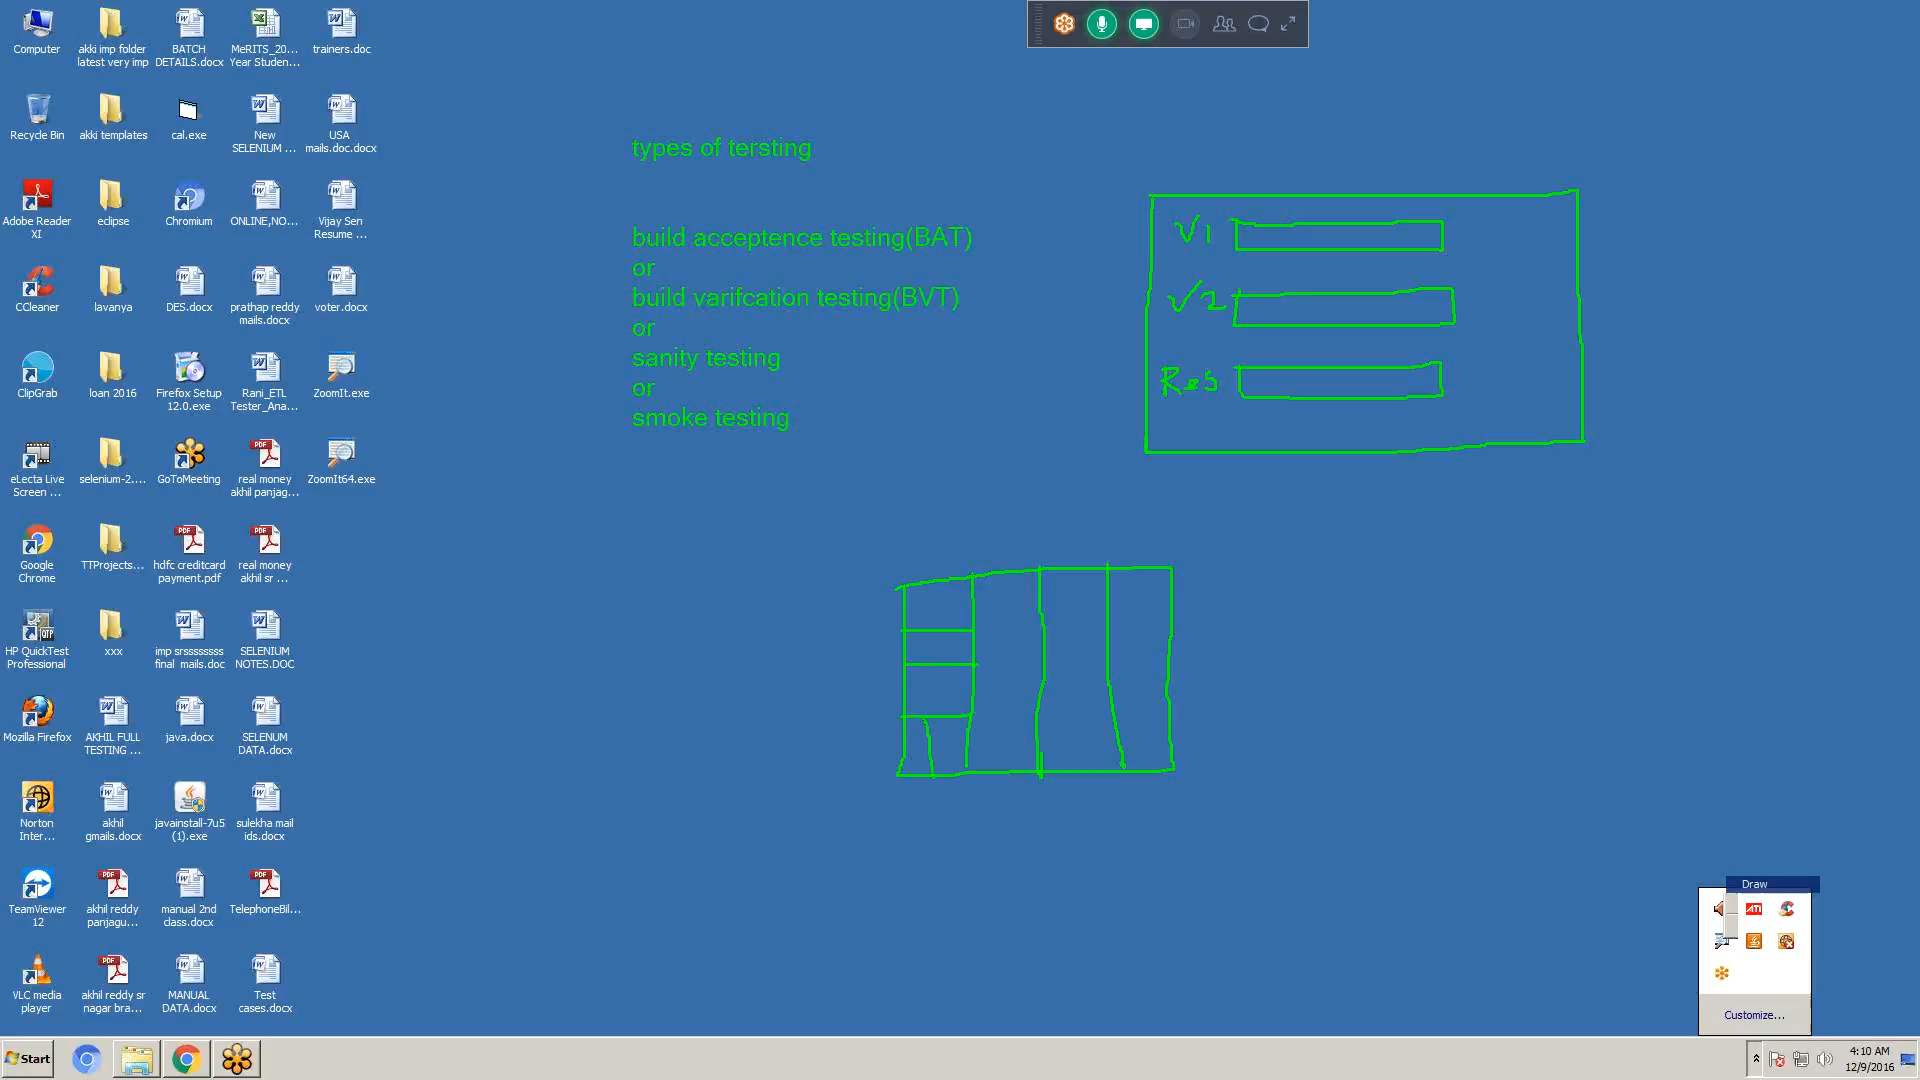 Computer
akki imp folder
latest very imp
BATCH
DETAILS.docx
MeRITS_20...
Year Studen...
trainers.doc
Recycle Bin
akki templates
cal.exe
New
SELENIUM ...
USA
mails.doc.docx
Adobe Reader
XI
eclipse
Chromium
ONLINE,NO...
Vijay Sen
Resume ...
CCleaner
lavanya
DES.docx
prathap reddy
mails.docx
voter.docx
ClipGrab
loan 2016
Firefox Setup
12.0.exe
Rani_ETL
Tester_Ana...
ZoomIt.exe
eLecta Live
Screen ...
selenium-2....
GoToMeeting
real money
akhil panjag...
ZoomIt64.exe
Google
Chrome
TTProjects...
hdfc creditcard
payment.pdf
real money
akhil sr ...
HP QuickTest
Professional
xxx
imp srssssssss
final mails.doc
SELENIUM
NOTES.DOC
Mozilla Firefox
AKHIL FULL
TESTING ...
java.docx
SELENUM
DATA.docx
Norton
Inter...
akhil
gmails.docx
javainstall-7u5
(1).exe
sulekha mail
ids.docx
TeamViewer
12
akhil reddy
panjagu...
manual 2nd
class.docx
TelephoneBil...
VLC media
player
akhil reddy sr
nagar bra...
MANUAL
DATA.docx
Test
cases.docx
types of tersting
build acceptence testing(BAT)
or
build varifcation testing(BVT)
or
sanity testing
or
smoke testing
V1
V2
Res
Draw
ATI
Customize...
Start
4:10 AM
12/9/2016